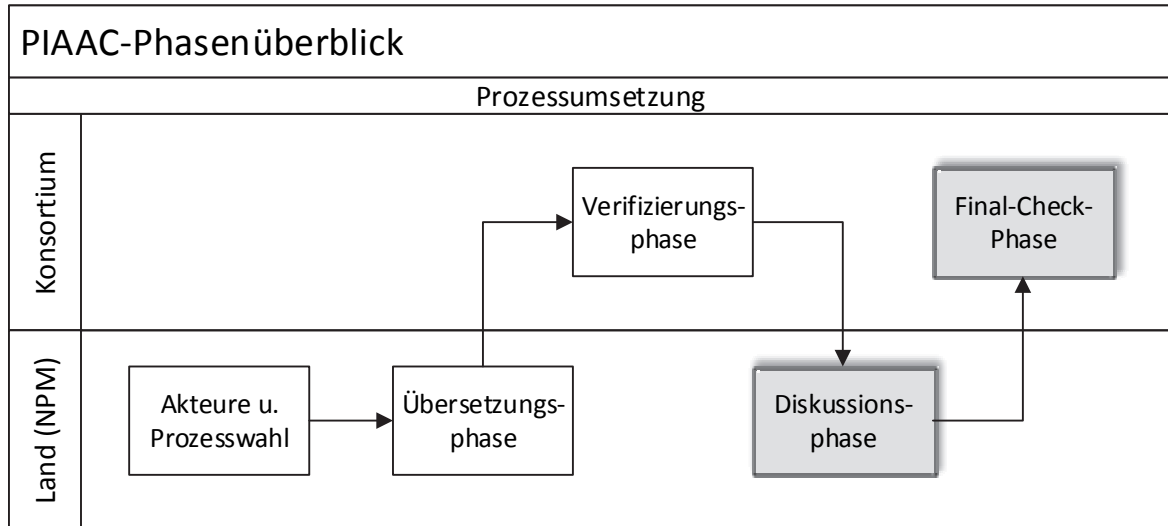 PIAAC-Phasenüberblick
Prozessumsetzung
Konsortium
Verifizierungs-
phase
Final-Check-
Phase
Land (NPM)
Akteure u.
Prozesswahl
Übersetzungs-
phase
Diskussions-
phase